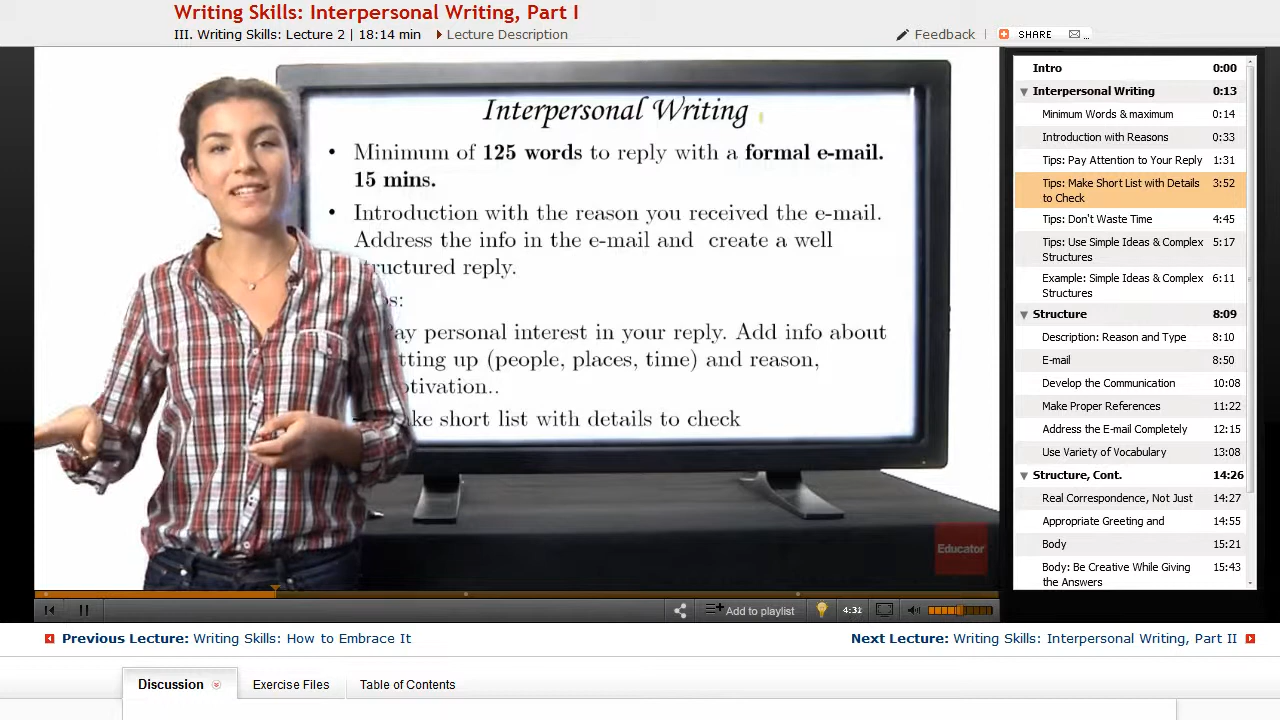 Writing Skills: Interpersonal Writing, Part I
III. Writing Skills: Lecture 2 | 18:14 min
Lecture Description
Feedback
SHARE
Interpersonal Writing
• Minimum of 125 words to reply with a formal e-mail.
15 mins.
• Introduction with the reason you received the e-mail.
Address the info in the e-mail and create a well
tructured reply.
os:
ay personal interest in your reply. Add info about
tting up (people, places, time) and reason,
otivation..
ke short list with details to check
Educator
Intro 0:00
Interpersonal Writing 0:13
Minimum Words & maximum 0:14
Introduction with Reasons 0:33
Tips: Pay Attention to Your Reply 1:31
Tips: Make Short List with Details 3:52
to Check
Tips: Don't Waste Time 4:45
Tips: Use Simple Ideas & Complex 5:17
Structures
Example: Simple Ideas & Complex 6:11
Structures
Structure 8:09
Description: Reason and Type 8:10
E-mail 8:50
Develop the Communication 10:08
Make Proper References 11:22
Address the E-mail Completely 12:15
Use Variety of Vocabulary 13:08
Structure, Cont. 14:26
Real Correspondence, Not Just 14:27
Appropriate Greeting and 14:55
Body 15:21
Body: Be Creative While Giving 15:43
the Answers
Add to playlist
4:31
Previous Lecture: Writing Skills: How to Embrace It
Next Lecture: Writing Skills: Interpersonal Writing, Part II
Discussion
Exercise Files
Table of Contents